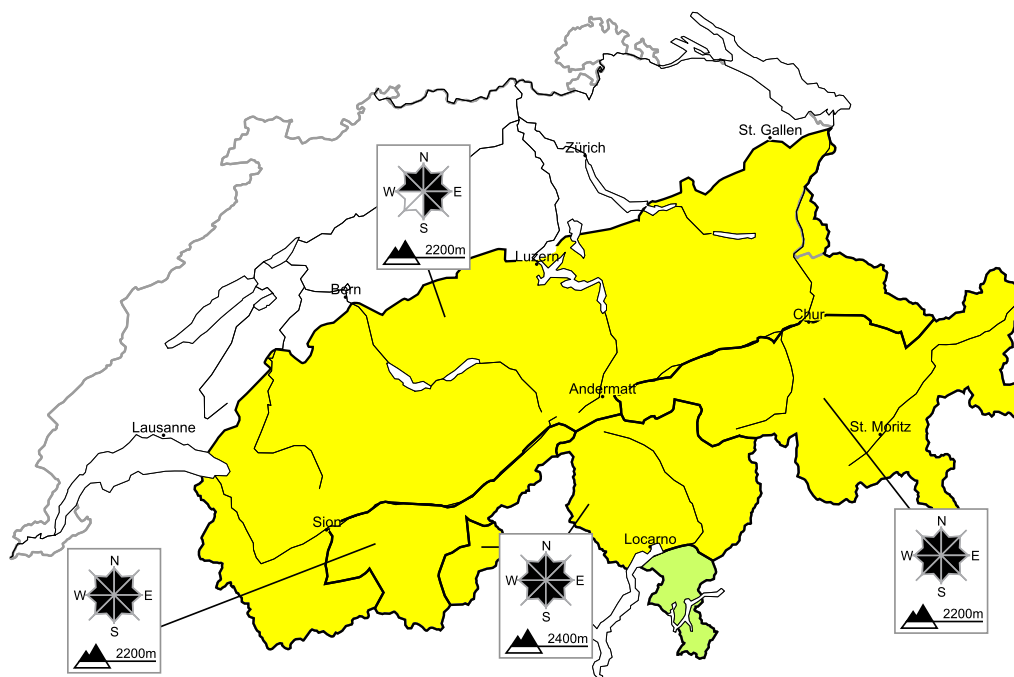 St. Gallen
Zürich
N
W E
S
2200m
Luzern
Bern
Chur
Andermatt
Lausanne
St. Moritz
Sion
Locarno
N
W E
S
2200m
N
W E
S
2400m
N
W E
S
2200m